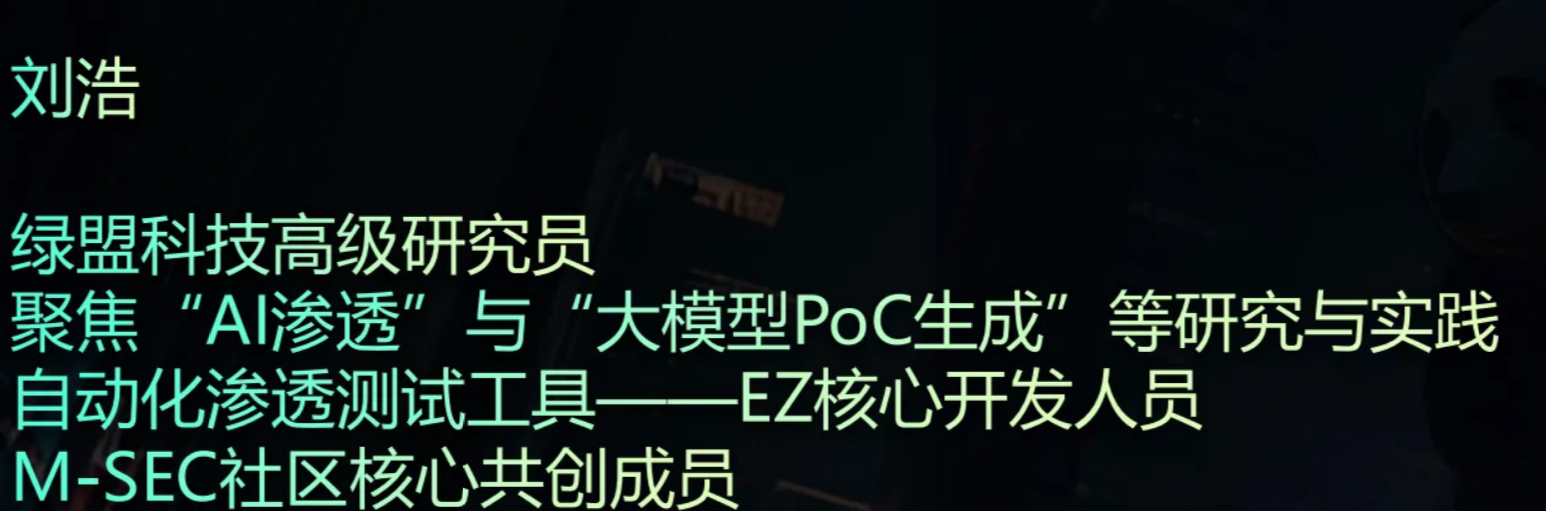 刘浩
绿盟科技高级研究员
聚焦“AI渗透”与“大模型PoC生成”等研究与实践
自动化渗透测试工具——EZ核心开发人员
M-SEC社区核心共创成员